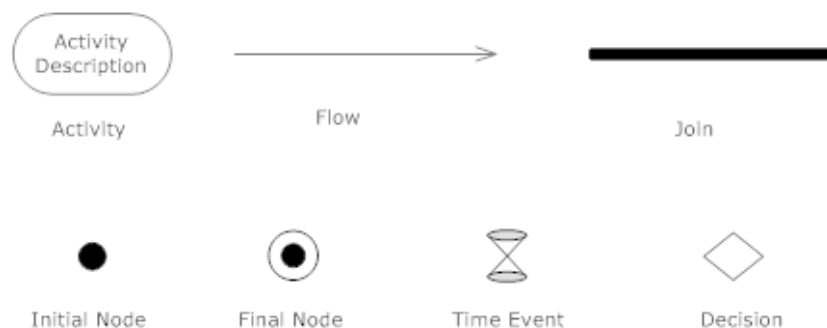 Activity
Description
Activity
Flow
Join
Initial Node
Final Node
Time Event
Decision